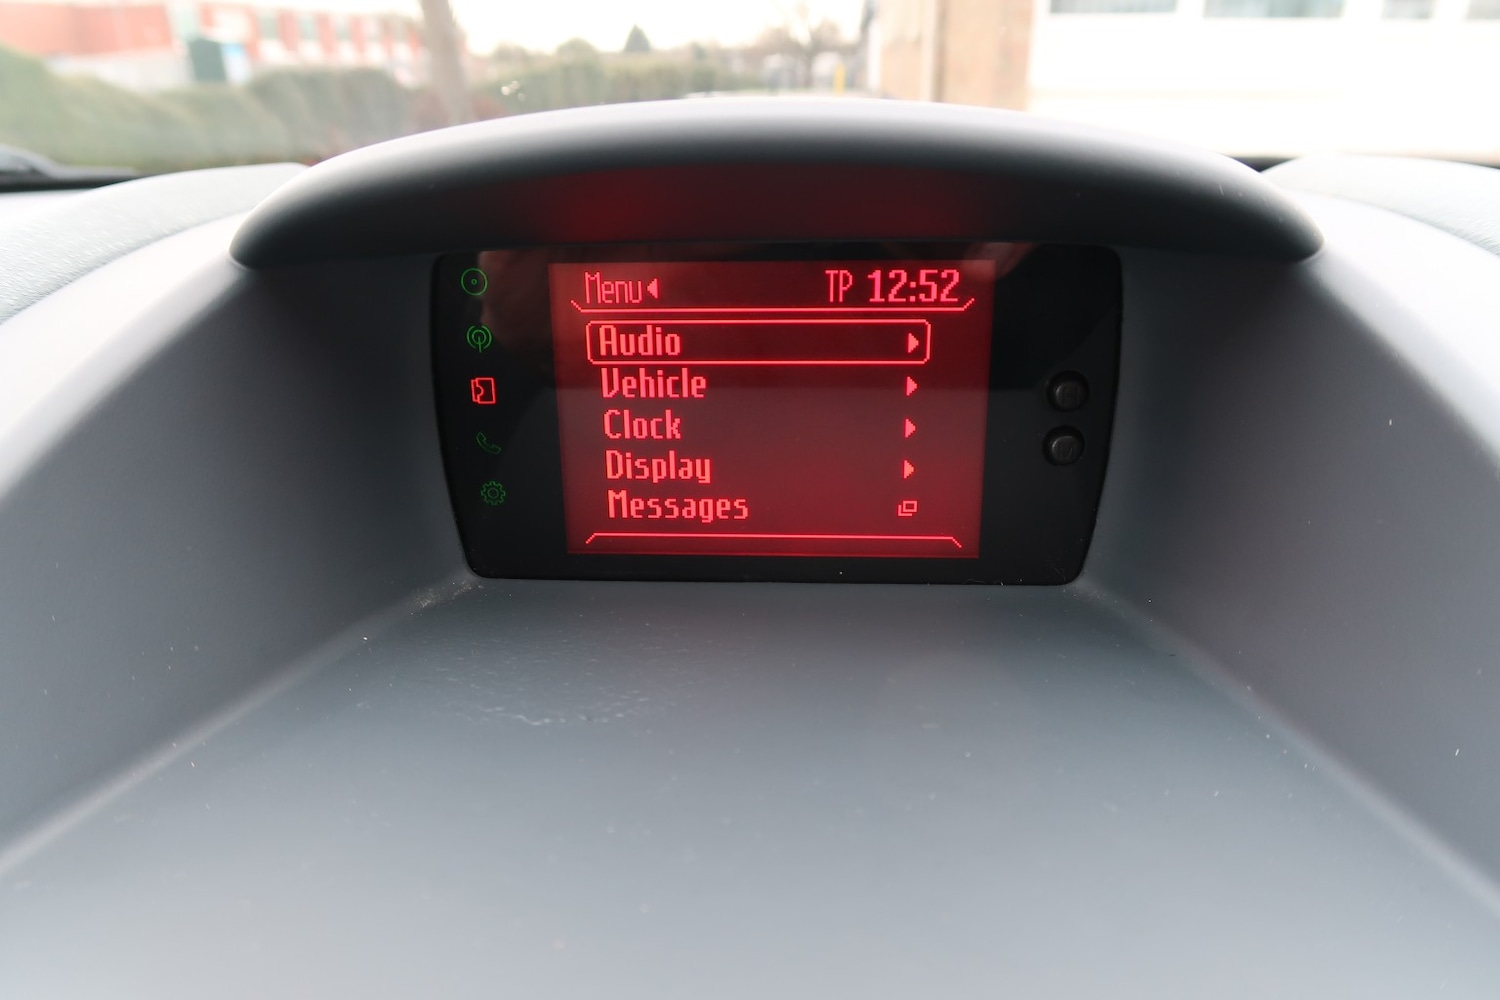 Menu TP 12:52
Audio
Vehicle
Clock
Display
Messages